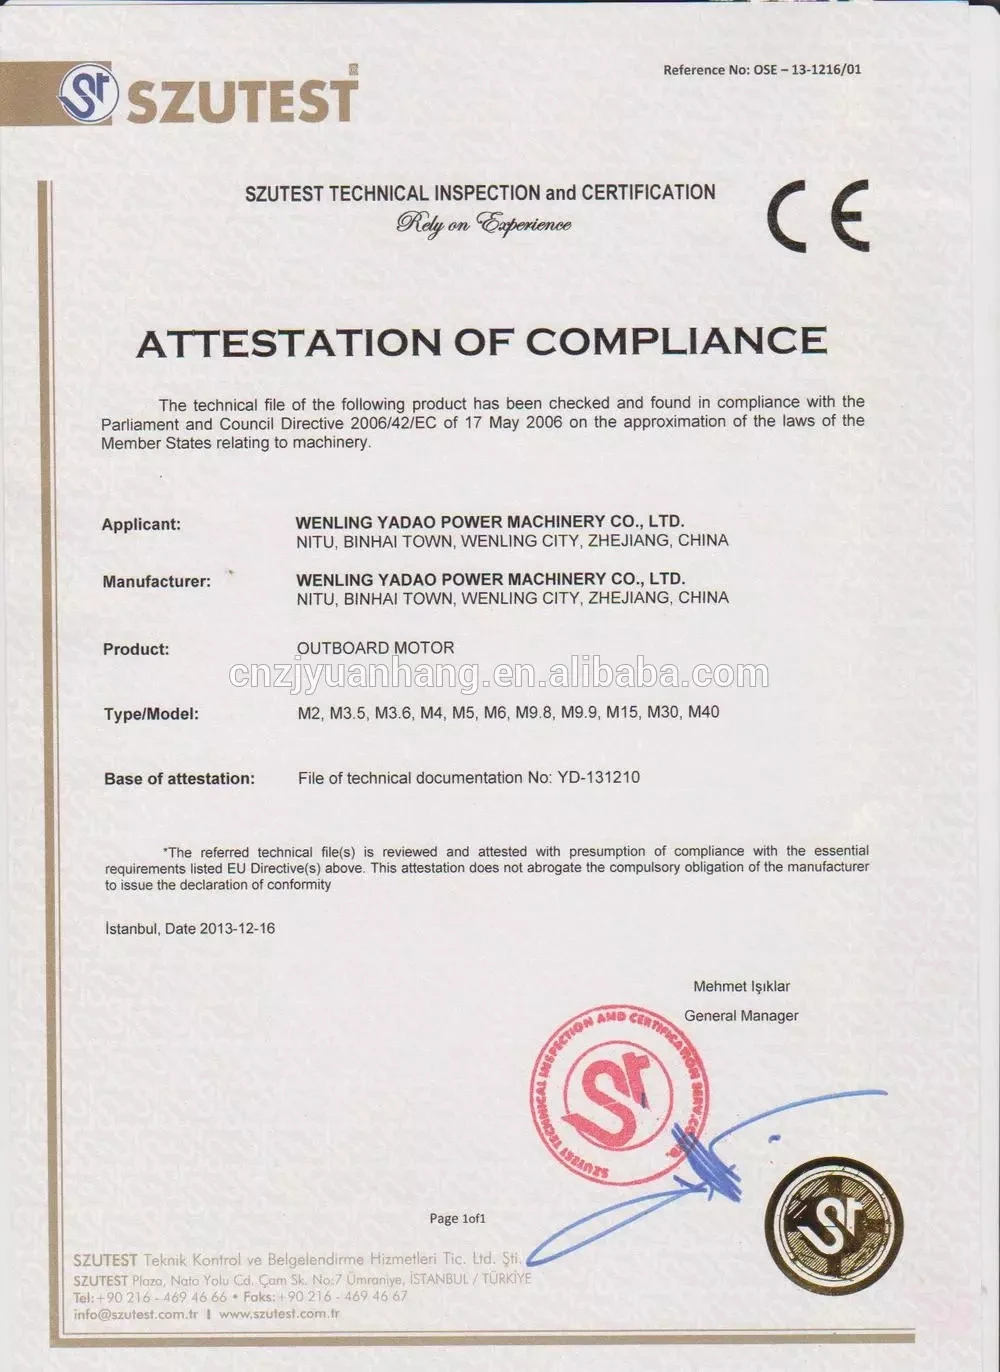 Reference No: OSE – 13-1216/01
SZUTEST
SZUTEST TECHNICAL INSPECTION and CERTIFICATION
Rely on Experience
CE
ATTESTATION OF COMPLIANCE
The technical file of the following product has been checked and found in compliance with the
Parliament and Council Directive 2006/42/EC of 17 May 2006 on the approximation of the laws of the
Member States relating to machinery.
Applicant: WENLING YADAO POWER MACHINERY CO., LTD.
NITU, BINHAI TOWN, WENLING CITY, ZHEJIANG, CHINA
Manufacturer: WENLING YADAO POWER MACHINERY CO., LTD.
NITU, BINHAI TOWN, WENLING CITY, ZHEJIANG, CHINA
Product: OUTBOARD MOTOR
cnzjyuanhang.en.alibaba.com
Type/Model: M2, M3.5, M3.6, M4, M5, M6, M9.8, M9.9, M15, M30, M40
Base of attestation: File of technical documentation No: YD-131210
*The referred technical file(s) is reviewed and attested with presumption of compliance with the essential
requirements listed EU Directive(s) above. This attestation does not abrogate the compulsory obligation of the manufacturer
to issue the declaration of conformity
İstanbul, Date 2013-12-16
Mehmet Işıklar
General Manager
SZUTEST TECHNICAL INSPECTION AND CERTIFICATION SERV.CO.LTD.
Page 1of1
SZUTEST Teknik Kontrol ve Belgelendirme Hizmetleri Tic. Ltd. Şti.
SZUTEST Plaza, Nato Yolu Cd. Çam Sk. No:7 Ümraniye, İSTANBUL / TÜRKİYE
Tel:+90 216 - 469 46 66 • Faks:+90 216 - 469 46 67
info@szutest.com.tr | www.szutest.com.tr